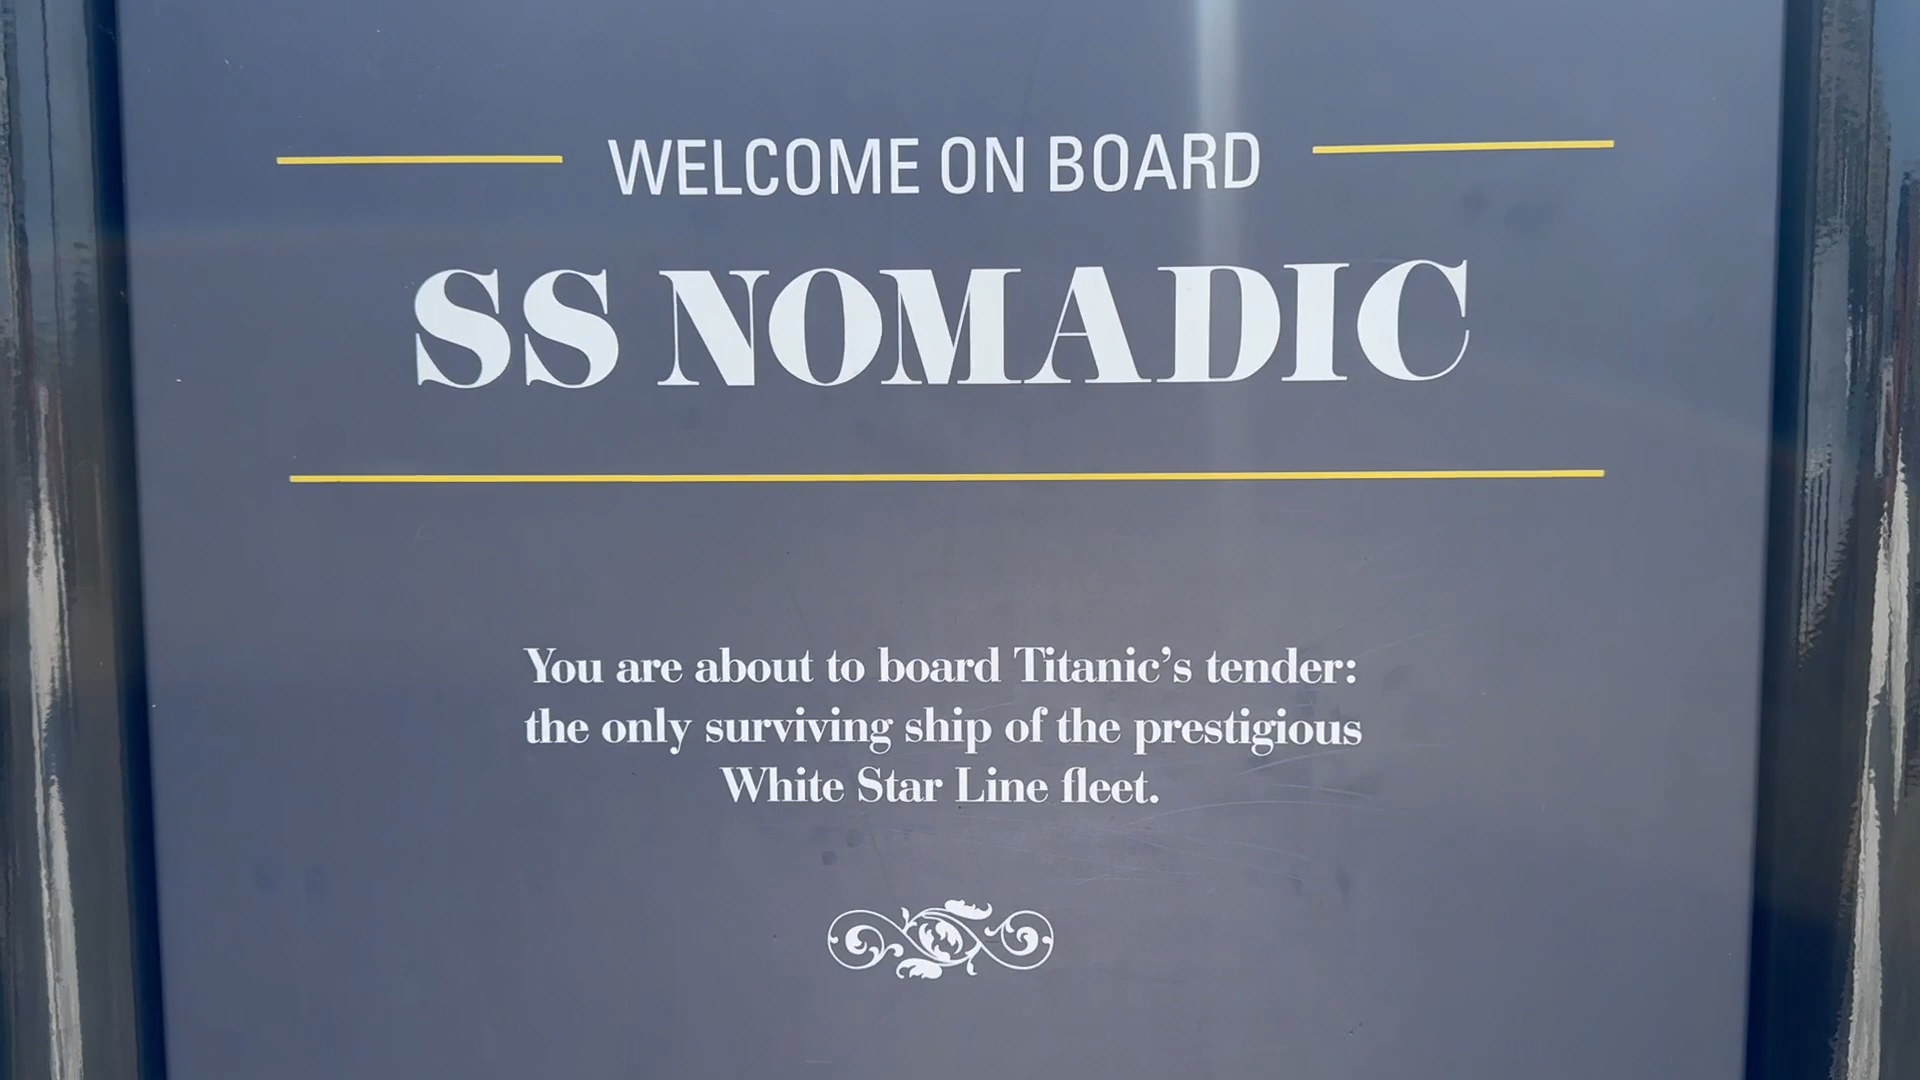 WELCOME ON BOARD
SS NOMADIC
You are about to board Titanic’s tender:
the only surviving ship of the prestigious
White Star Line fleet.